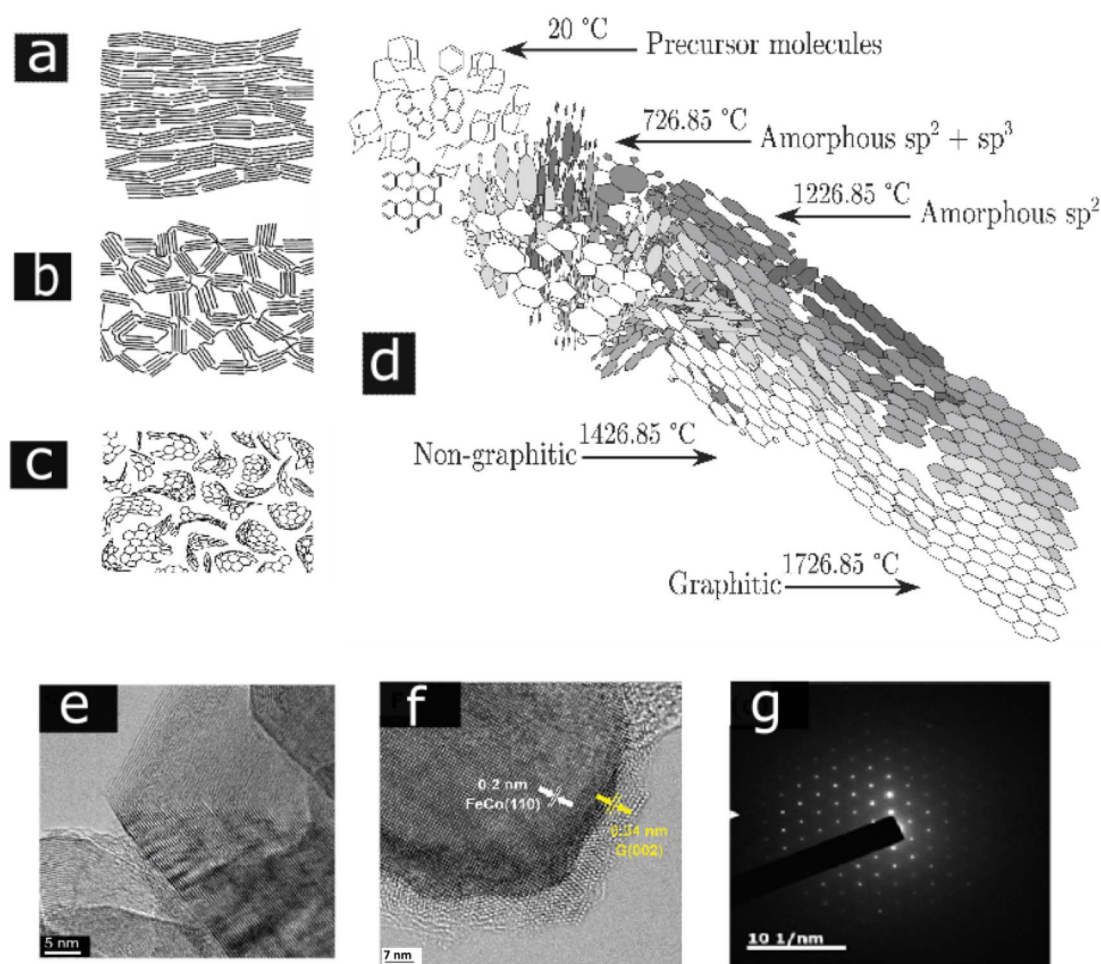 a
20 °C
Precursor molecules
726.85 °C
Amorphous sp² + sp³
1226.85 °C
Amorphous sp²
b
d
c
Non-graphitic
1426.85 °C
Graphitic
1726.85 °C
e
5 nm
f
0.2 nm
FeCo(110)
0.34 nm
G(002)
7 nm
g
10 1/nm